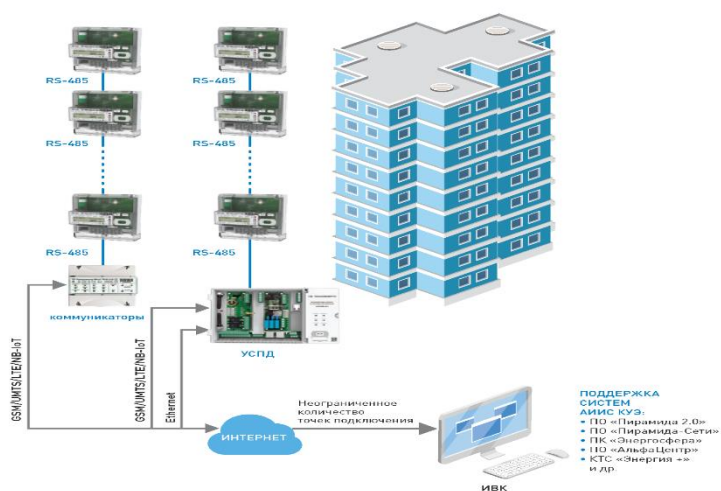 RS-485
RS-485
RS-485
RS-485
RS-485
RS-485
коммуникаторы
УСПД
GSM/UMTS/LTE/NB-IoT
GSM/UMTS/LTE/NB-IoT
Ethernet
ИНТЕРНЕТ
Неограниченное
количество
точек подключения
ИВК
ПОДДЕРЖКА
СИСТЕМ
АИИС КУЭ:
• ПО «Пирамида 2.0»
• ПО «Пирамида-Сети»
• ПК «Энергосфера»
• ПО «АльфаЦентр»
• КТС «Энергия +»
и др